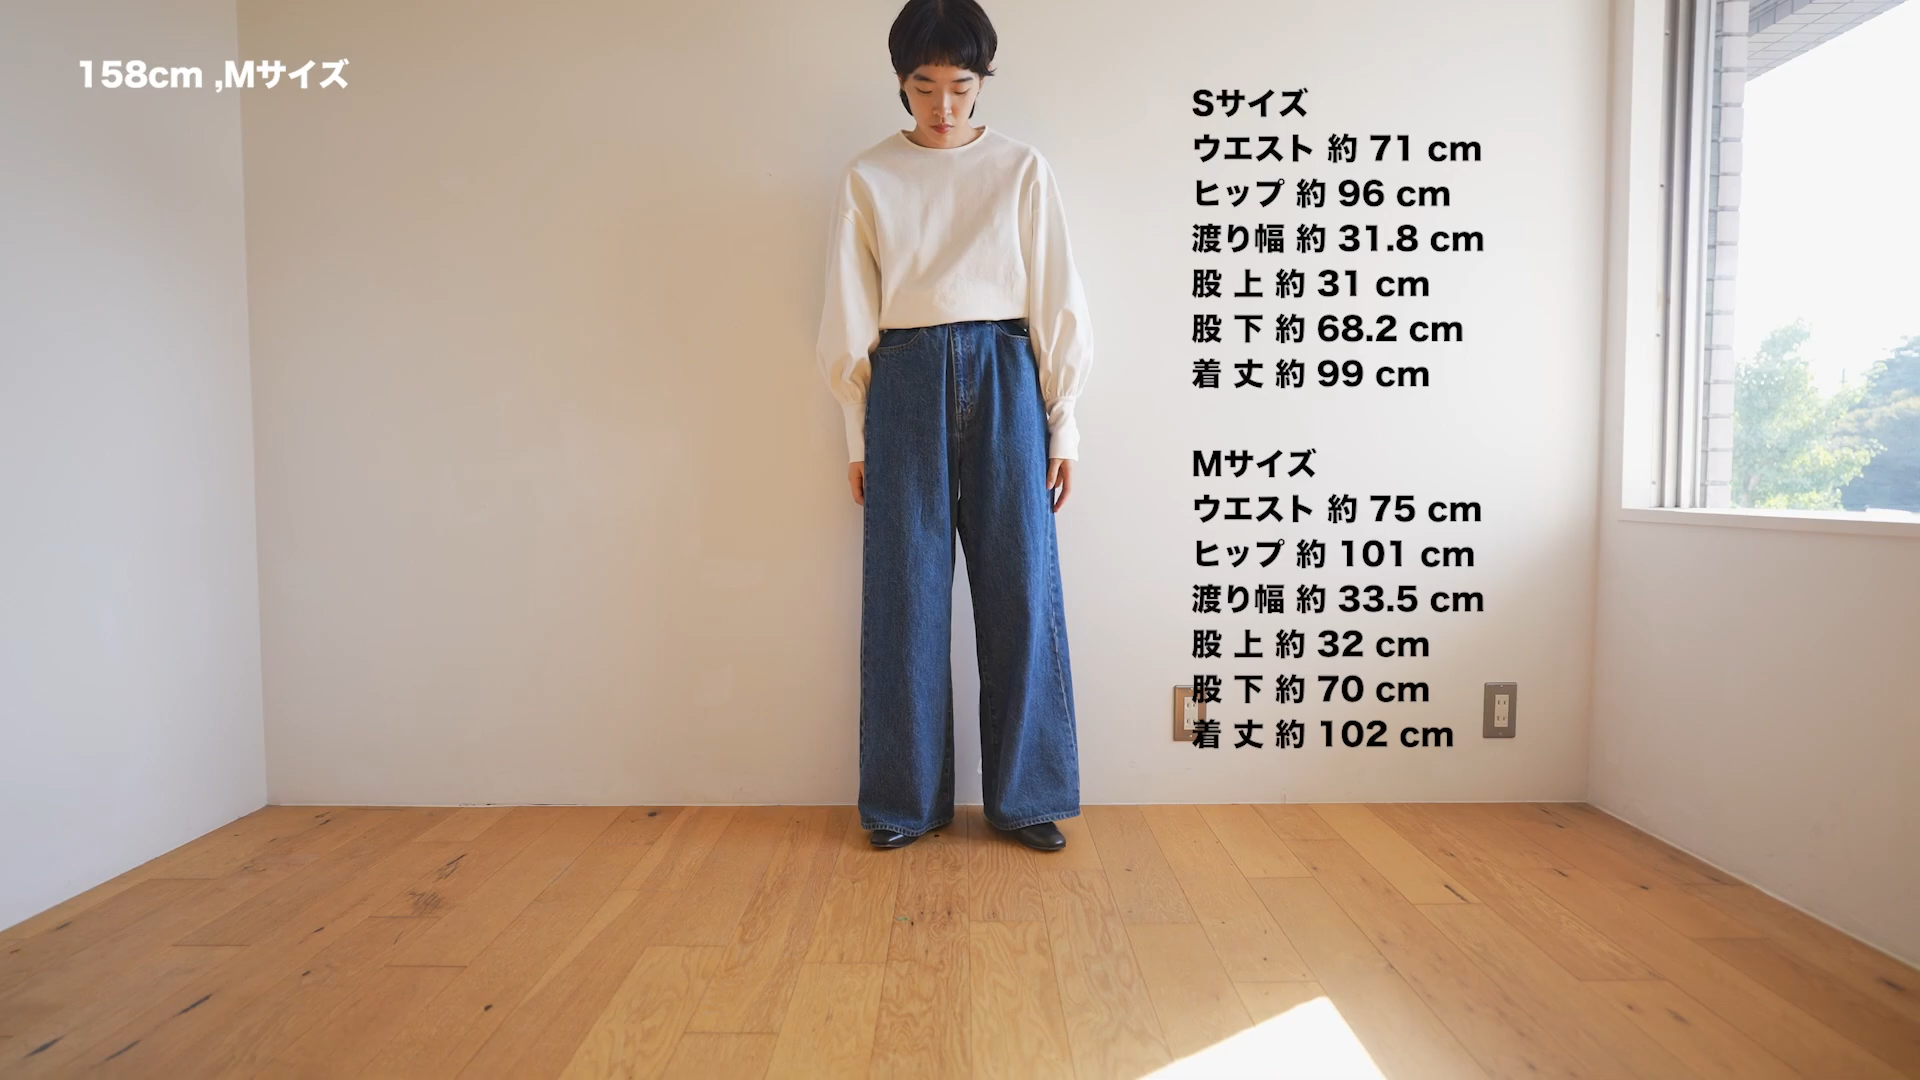 158cm ,Mサイズ
Sサイズ
ウエスト 約 71 cm
ヒップ 約 96 cm
渡り幅 約 31.8 cm
股 上 約 31 cm
股 下 約 68.2 cm
着 丈 約 99 cm
Mサイズ
ウエスト 約 75 cm
ヒップ 約 101 cm
渡り幅 約 33.5 cm
股 上 約 32 cm
股 下 約 70 cm
着 丈 約 102 cm